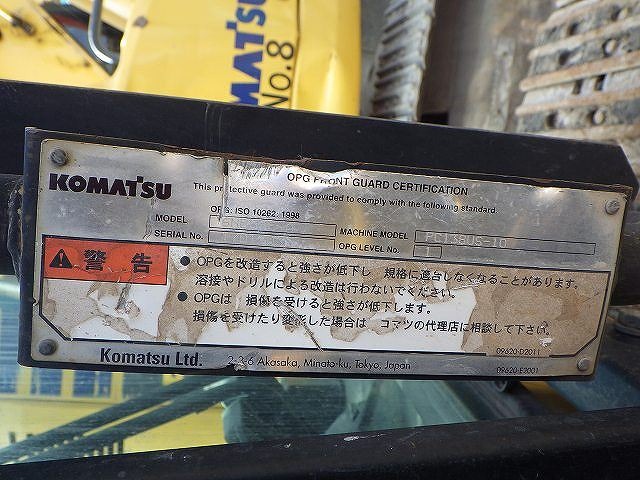 KOMATSU
No.8
KOMATSU
OPG FRONT GUARD CERTIFICATION
This protective guard was provided to comply with the following standard
OPG: ISO 10262: 1998
MODEL
MACHINE MODEL PC138US-10
SERIAL No.
OPG LEVEL No.
警告
● OPGを改造すると強さが低下し 規格に適合しなくなることがあります。
溶接やドリルによる改造は行わないでください。
● OPGは 損傷を受けると強さが低下します。
損傷を受けたり変形した場合は コマツの代理店に相談して下さい。
09620-D2011
Komatsu Ltd. 2-3-6 Akasaka, Minato-ku, Tokyo, Japan
09620-E2001